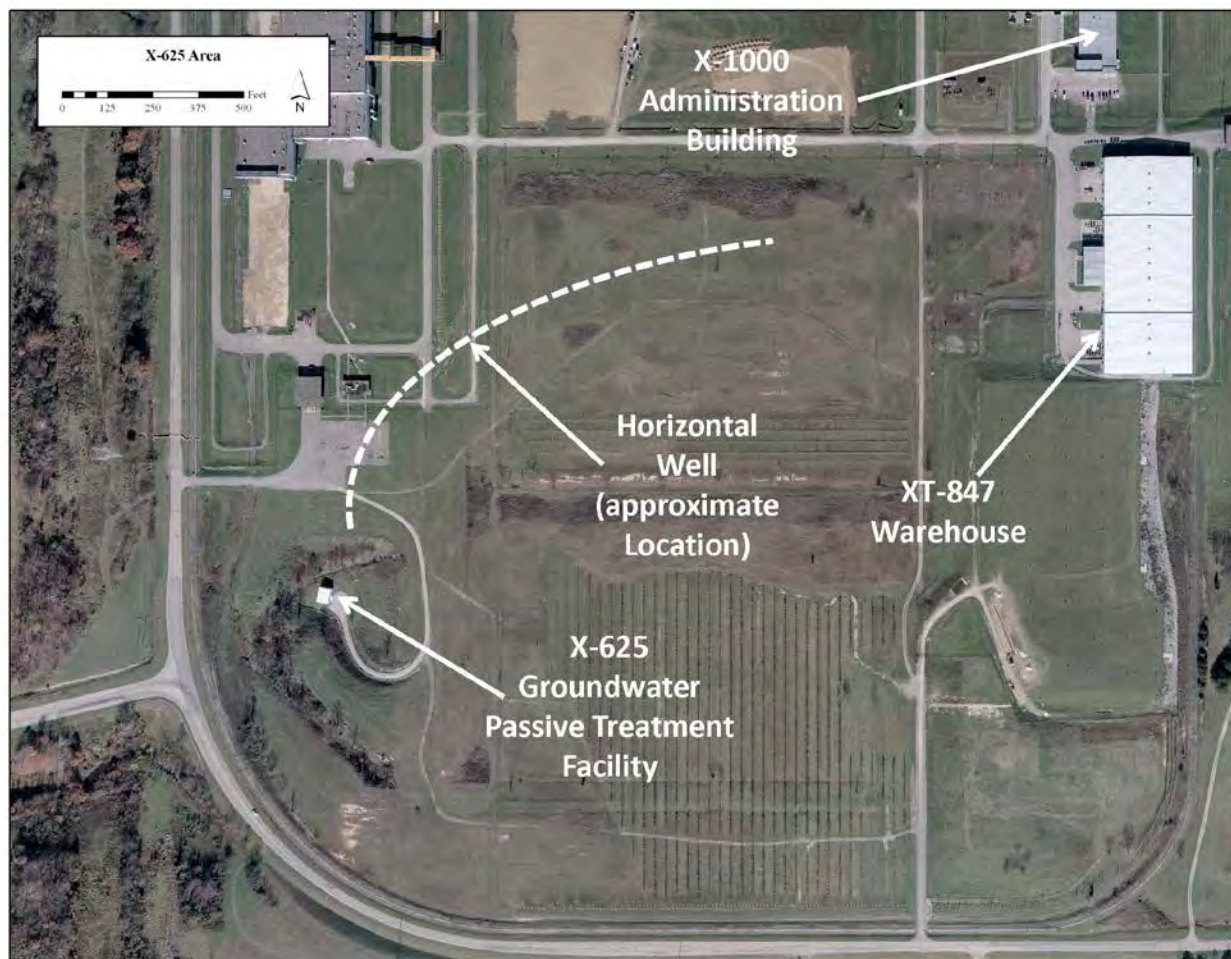 X-625 Area
Feet
0 125 250 375 500
N
X-1000
Administration
Building
Horizontal
Well
(approximate
Location)
XT-847
Warehouse
X-625
Groundwater
Passive Treatment
Facility